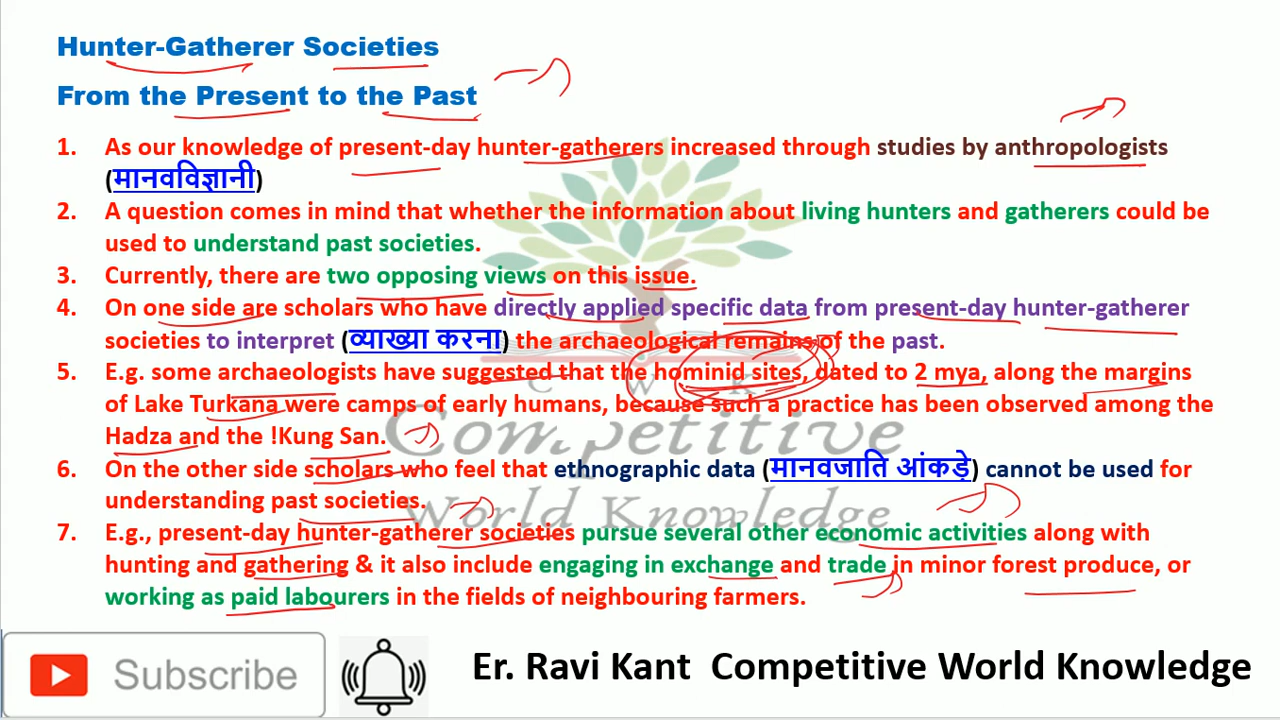 Hunter-Gatherer Societies
From the Present to the Past
1. As our knowledge of present-day hunter-gatherers increased through studies by anthropologists
(मानवविज्ञानी)
2. A question comes in mind that whether the information about living hunters and gatherers could be
used to understand past societies.
3. Currently, there are two opposing views on this issue.
4. On one side are scholars who have directly applied specific data from present-day hunter-gatherer
societies to interpret (व्याख्या करना) the archaeological remains of the past.
5. E.g. some archaeologists have suggested that the hominid sites, dated to 2 mya, along the margins
of Lake Turkana were camps of early humans, because such a practice has been observed among the
Hadza and the !Kung San.
6. On the other side scholars who feel that ethnographic data (मानवजाति आंकड़े) cannot be used for
understanding past societies.
7. E.g., present-day hunter-gatherer societies pursue several other economic activities along with
hunting and gathering & it also include engaging in exchange and trade in minor forest produce, or
working as paid labourers in the fields of neighbouring farmers.
C W K
Competitive
World Knowledge
Subscribe
Er. Ravi Kant Competitive World Knowledge